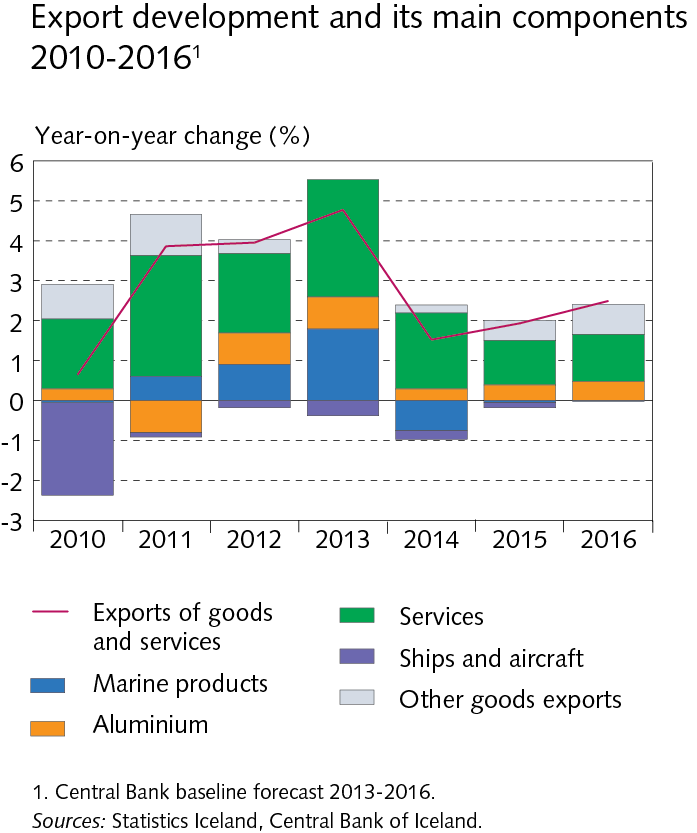 Export development and its main components
2010-2016¹
Year-on-year change (%)
6
5
4
3
2
1
0
-1
-2
-3
2010 2011 2012 2013 2014 2015 2016
Exports of goods
and services
Marine products
Aluminium
Services
Ships and aircraft
Other goods exports
1. Central Bank baseline forecast 2013-2016.
Sources: Statistics Iceland, Central Bank of Iceland.